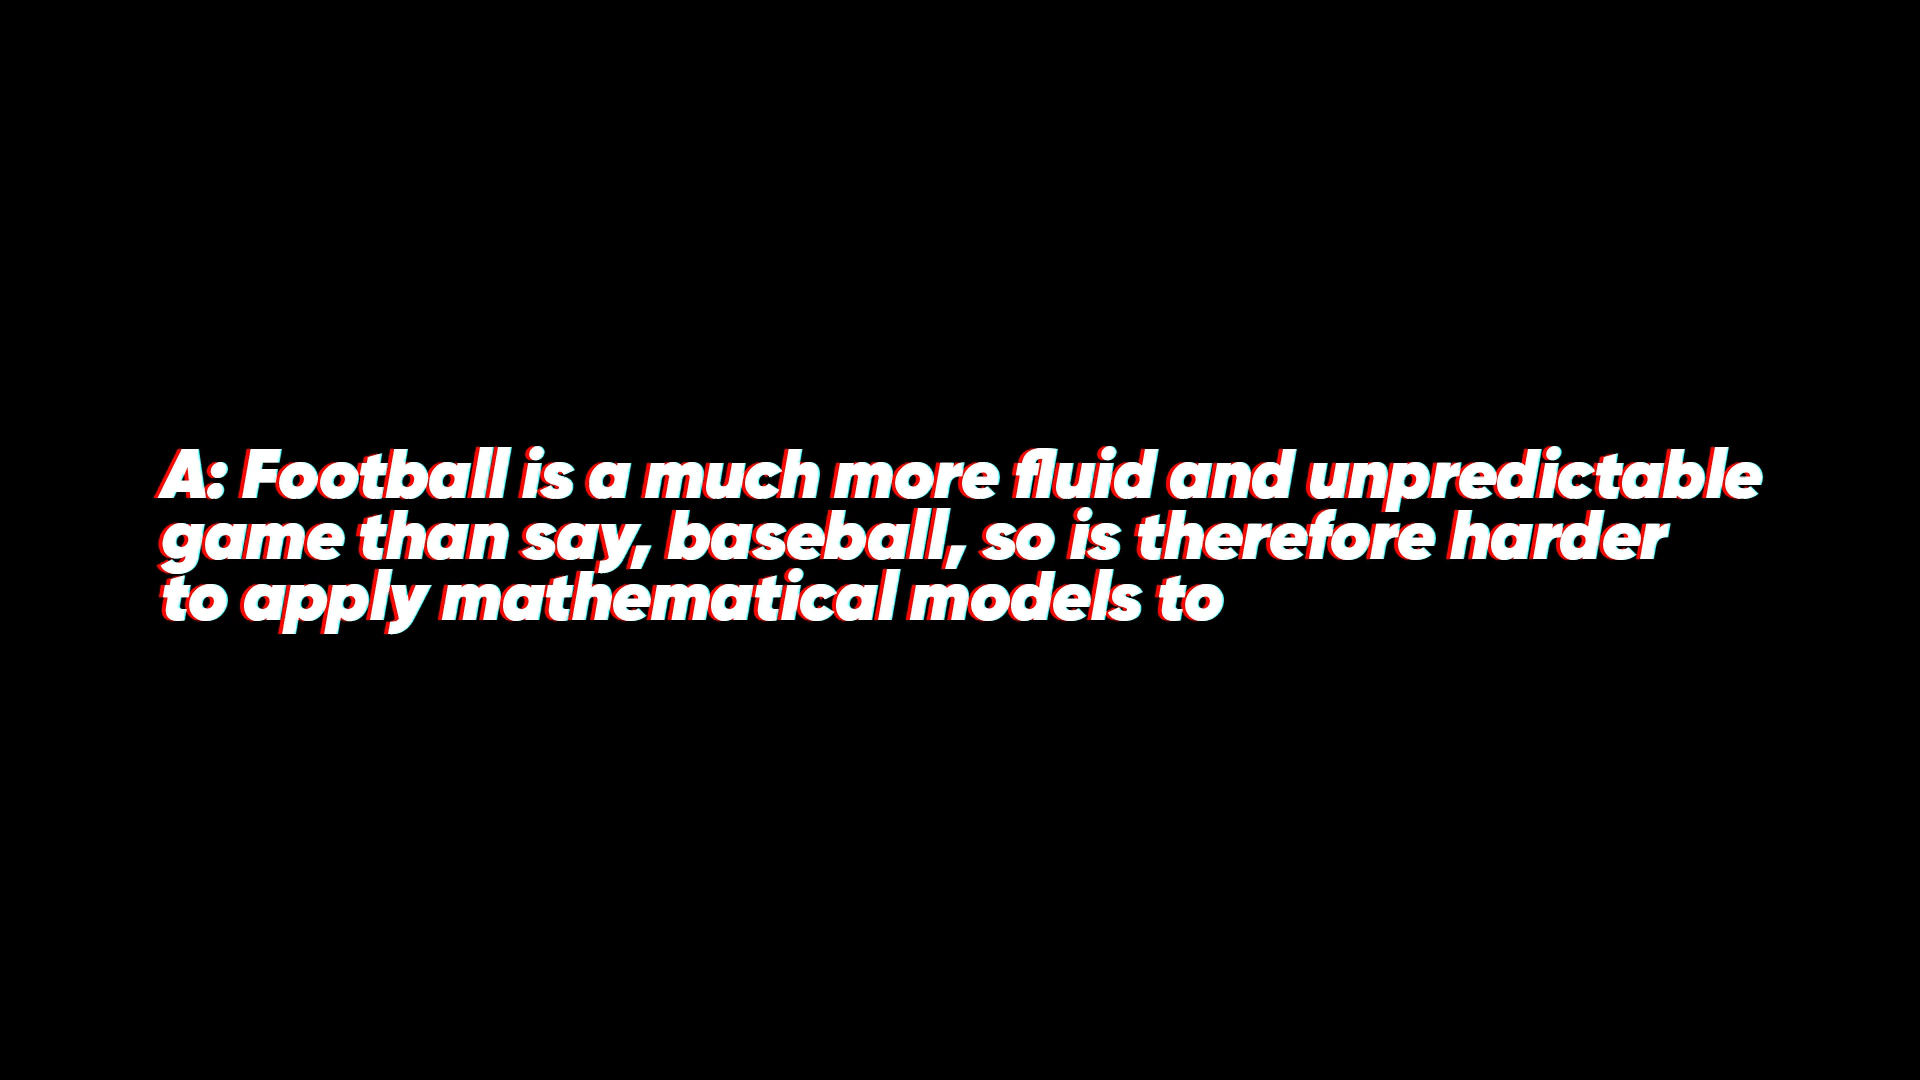 A: Football is a much more fluid and unpredictable
game than say, baseball, so is therefore harder
to apply mathematical models to